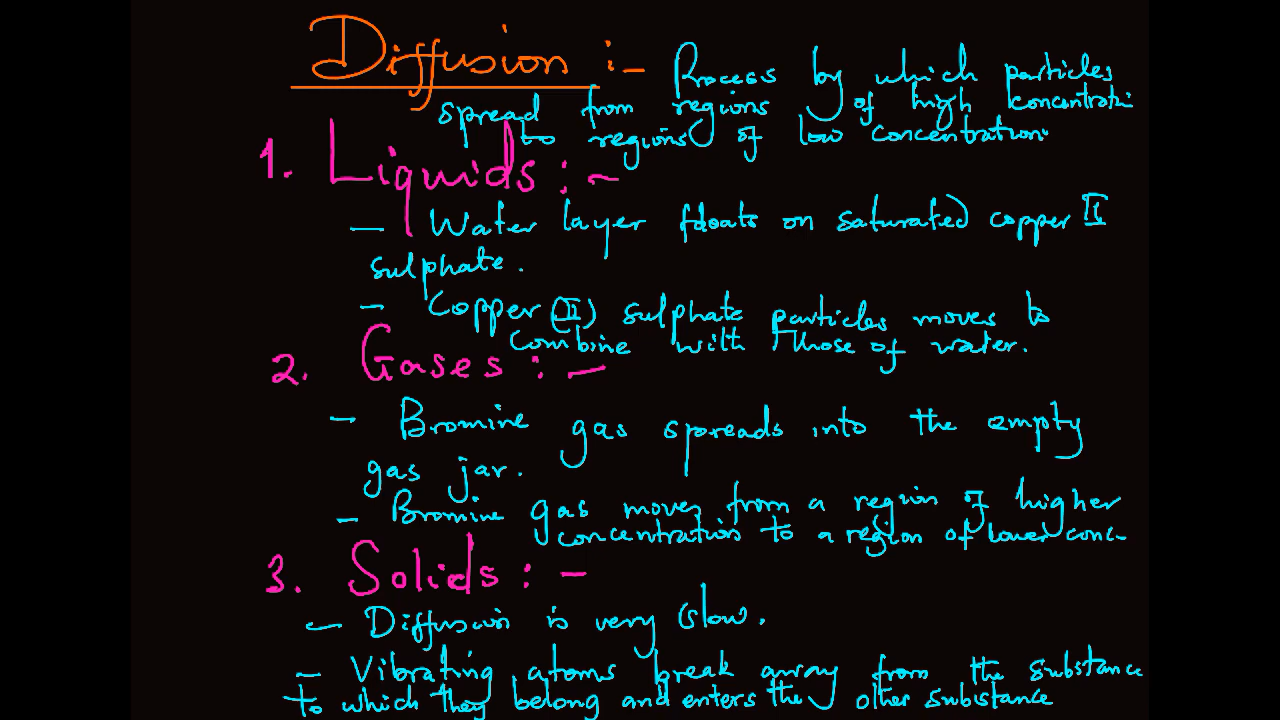 Diffusion :- Process by which particles
spread from regions of high concentrati
to regions of low concentration.
1. Liquids :-
- Water layer floats on saturated copper II
sulphate.
- Copper (II) sulphate particles moves to
combine with those of water.
2. Gases :-
- Bromine gas spreads into the empty
gas jar.
- Bromine gas moves from a region of higher
concentration to a region of lower conc-
3. Solids :-
- Diffusion is very slow.
- Vibrating atoms break away from the substance
to which they belong and enters the other subistance